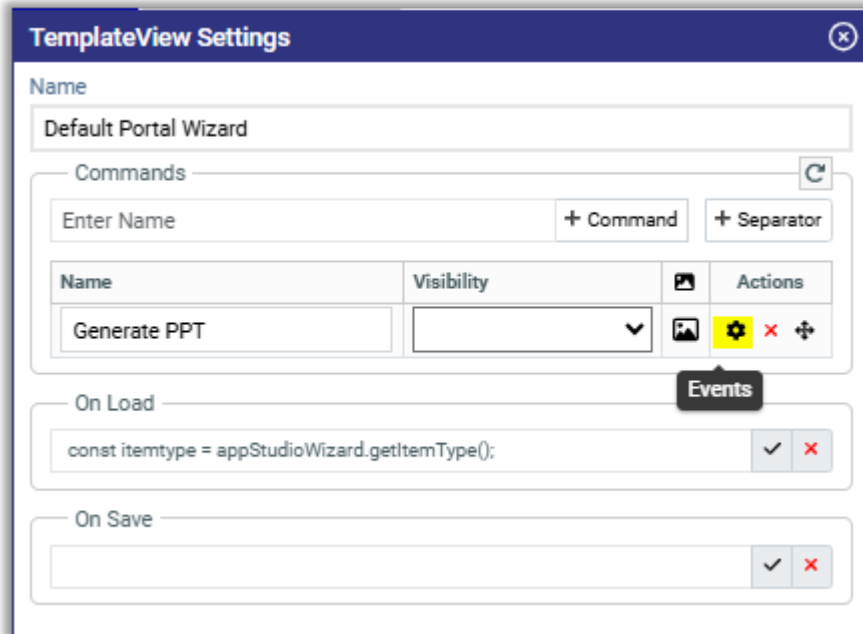 TemplateView Settings
Name
Default Portal Wizard
Commands
Enter Name + Command + Separator
Name Visibility Actions
Generate PPT
Events
On Load
const itemtype = appStudioWizard.getItemType();
On Save